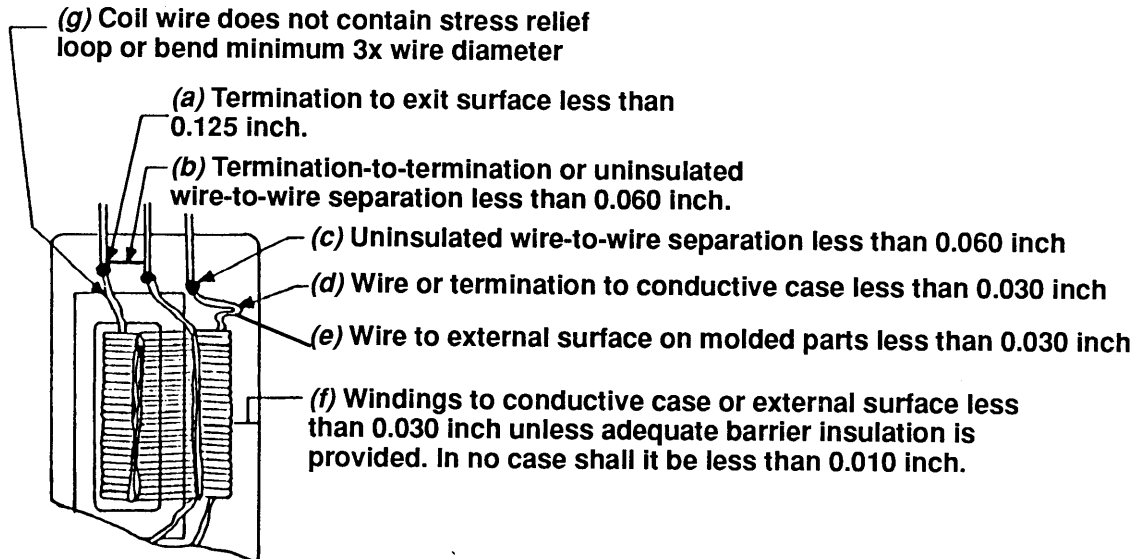 (g) Coil wire does not contain stress relief
loop or bend minimum 3x wire diameter
(a) Termination to exit surface less than
0.125 inch.
(b) Termination-to-termination or uninsulated
wire-to-wire separation less than 0.060 inch.
(c) Uninsulated wire-to-wire separation less than 0.060 inch
(d) Wire or termination to conductive case less than 0.030 inch
(e) Wire to external surface on molded parts less than 0.030 inch
(f) Windings to conductive case or external surface less
than 0.030 inch unless adequate barrier insulation is
provided. In no case shall it be less than 0.010 inch.